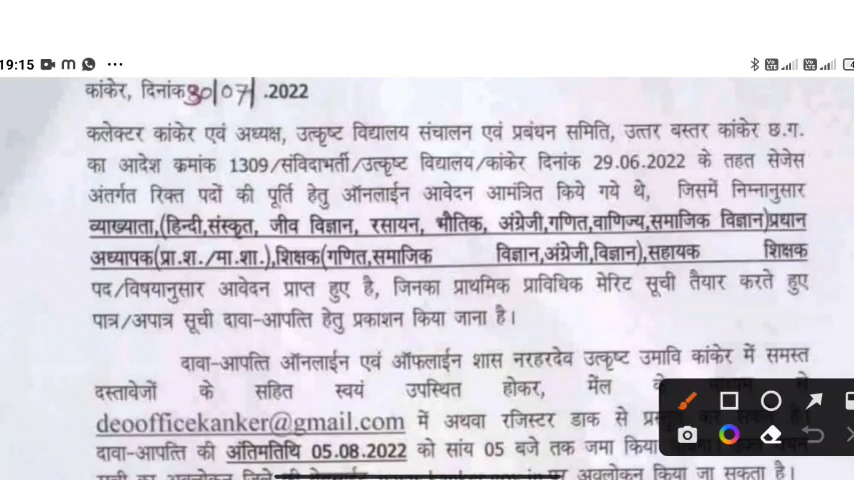 19:15
कांकेर, दिनांक 30/07/ .2022
कलेक्टर कांकेर एवं अध्यक्ष, उत्कृष्ट विद्यालय संचालन एवं प्रबंधन समिति, उत्तर बस्तर कांकेर छ.ग.
का आदेश क्रमांक 1309/संविदाभर्ती/उत्कृष्ट विद्यालय/कांकेर दिनांक 29.06.2022 के तहत सेजेस
अंतर्गत रिक्त पदों की पूर्ति हेतु ऑनलाईन आवेदन आमंत्रित किये गये थे, जिसमें निम्नानुसार
व्याख्याता,(हिन्दी,संस्कृत, जीव विज्ञान, रसायन, भौतिक, अंग्रेजी,गणित,वाणिज्य,समाजिक विज्ञान)प्रधान
अध्यापक(प्रा.श./मा.शा.),शिक्षक(गणित,समाजिक विज्ञान,अंग्रेजी,विज्ञान),सहायक शिक्षक
पद/विषयानुसार आवेदन प्राप्त हुए है, जिनका प्राथमिक प्राविधिक मेरिट सूची तैयार करते हुए
पात्र/अपात्र सूची दावा-आपत्ति हेतु प्रकाशन किया जाना है।
दावा-आपत्ति ऑनलाईन एवं ऑफलाईन शास नरहरदेव उत्कृष्ट उमावि कांकेर में समस्त
दस्तावेजों के सहित स्वयं उपस्थित होकर, मेंल के
deoofficekanker@gmail.com में अथवा रजिस्टर डाक से
दावा-आपत्ति की अंतिमतिथि 05.08.2022 को सांय 05 बजे तक जमा किया
अवलोकन किया जा सकता है।